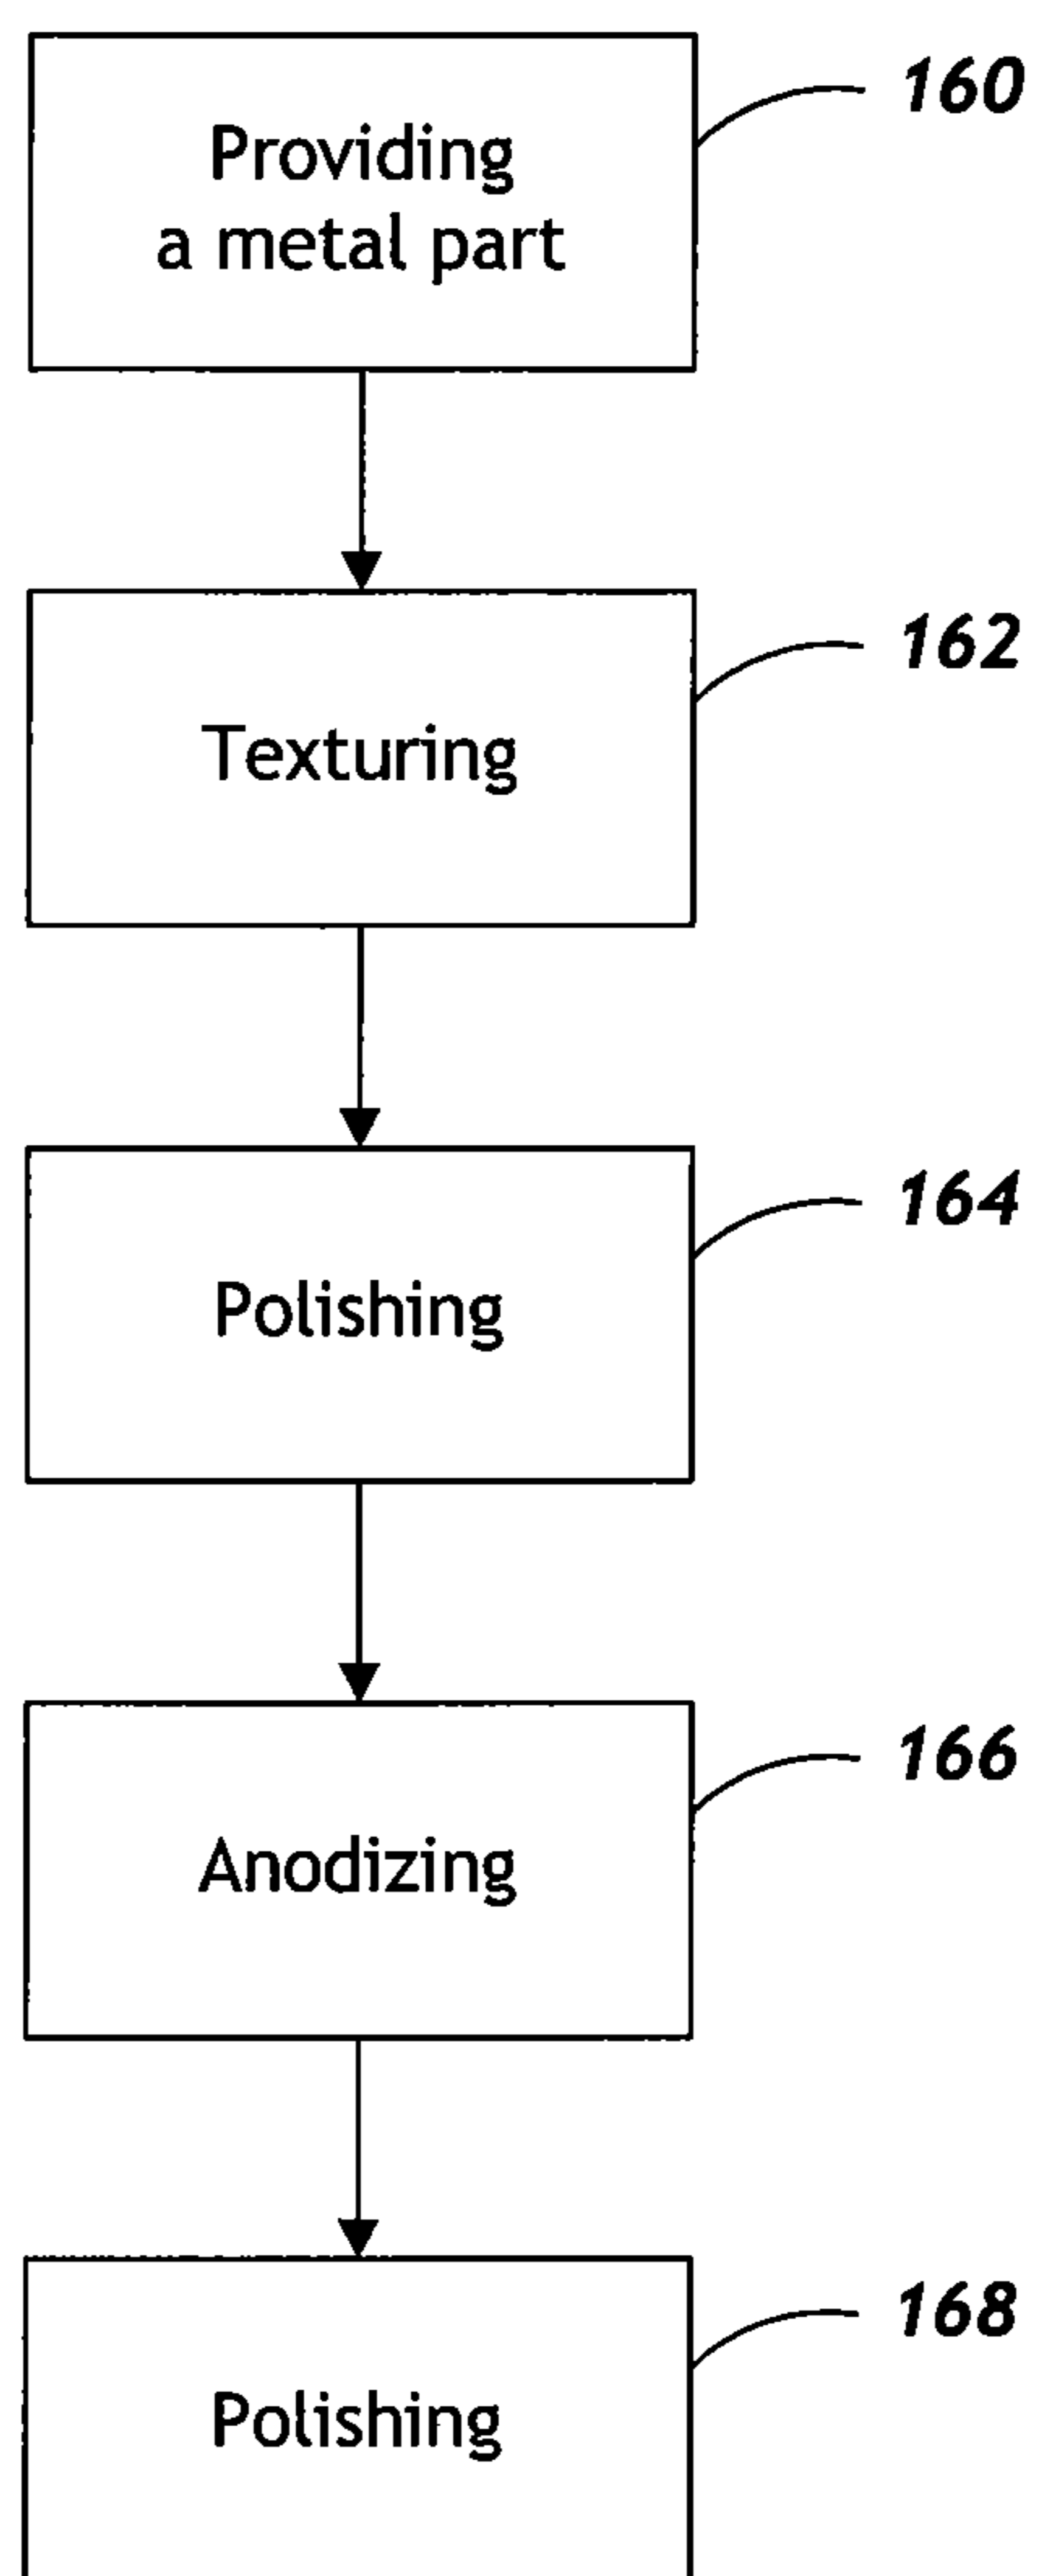 Providing
a metal part
160
Texturing
162
Polishing
164
Anodizing
166
Polishing
168